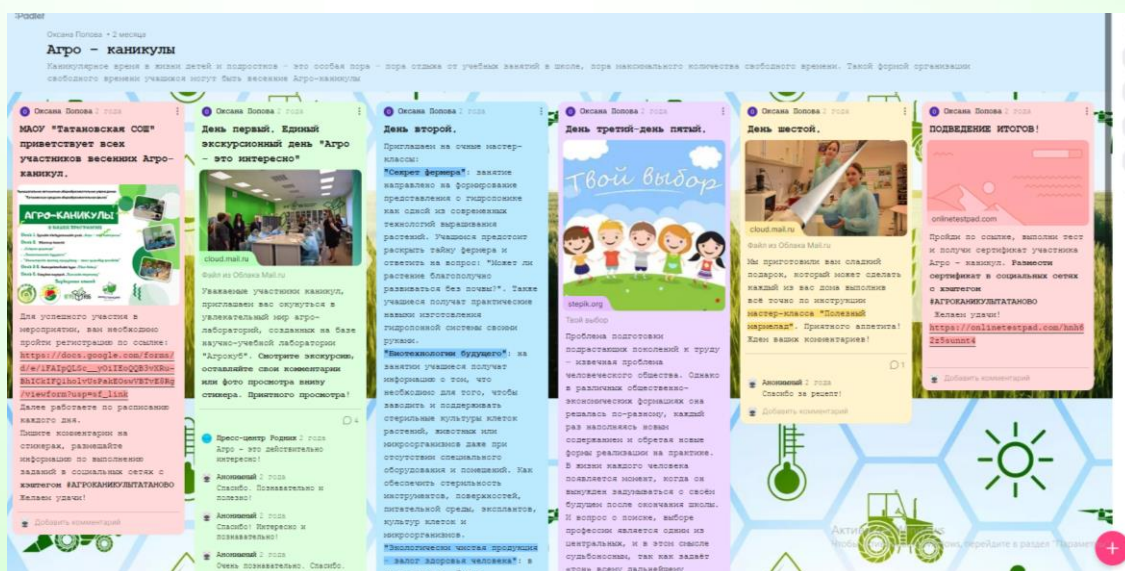 :Padlet
Оксана Попова • 2 месяца
Агро - каникулы
Каникулярное время в жизни детей и подростков - это особая пора - пора отдыха от учебных занятий в школе, пора максимального количества свободного времени. Такой формой организации
свободного времени учащихся могут быть весенние Агро-каникулы
Оксана Попова 2 года
МАОУ "Татановская СОШ"
приветствует всех
участников весенних Агро-
каникул.
АГРО-КАНИКУЛЫ
Для успешного участия в
мероприятии, вам необходимо
пройти регистрацию по ссылке:
https://docs.google.com/forms/
/viewform?usp=sf_link
Далее работаете по расписанию
каждого дня.
Пишите комментарии на
стикерах, размещайте
информацию по выполнению
заданий в социальных сетях с
хэштегом #АГРОКАНИКУЛЫТАТАНОВО
Желаем удачи!
Добавить комментарий
Оксана Попова 2 года
День первый. Единый
экскурсионный день "Агро
- это интересно"
cloud.mail.ru
Файл из Облака Mail.ru
Уважаемые участники каникул,
приглашаем вас окунуться в
увлекательный мир агро-
лабораторий, созданных на базе
научно-учебной лаборатории
"Агрокуб". Смотрите экскурсию,
оставляйте свои комментарии
или фото просмотра внизу
стикера. Приятного просмотра!
4
Пресс-центр Родник 2 года
Агро - это действительно
интересно!
Анонимный 2 года
Спасибо. Познавательно и
полезно!
Анонимный 2 года
Спасибо! Интересно и
познавательно!
Анонимный 2 года
Очень познавательно. Спасибо.
Оксана Попова 2 года
День второй.
Приглашаем на очные мастер-
классы:
"Секрет фермера": занятие
направлено на формирование
представления о гидропонике
как одной из современных
технологий выращивания
растений. Учащимся предстоит
раскрыть тайну фермера и
ответить на вопрос: "Может ли
растение благополучно
развиваться без почвы?". Также
учащиеся получат практические
навыки изготовления
гидропонной системы своими
руками.
"Биотехнологии будущего": на
занятии учащиеся получат
информацию о том, что
необходимо для того, чтобы
заводить и поддерживать
стерильные культуры клеток
растений, животных или
микроорганизмов даже при
отсутствии специального
оборудования и помещений. Как
обеспечить стерильность
инструментов, поверхностей,
питательной среды, эксплантов,
культур клеток и
микроорганизмов.
"Экологически чистая продукция
- залог здоровья человека": в
Оксана Попова 2 года
День третий-день пятый.
Твой выбор
stepik.org
Твой выбор
Проблема подготовки
подрастающих поколений к труду
- извечная проблема
человеческого общества. Однако
в различных общественно-
экономических формациях она
решалась по-разному, каждый
раз наполняясь новым
содержанием и обретая новые
формы реализации на практике.
В жизни каждого человека
появляется момент, когда он
вынужден задумываться о своём
будущем после окончания школы.
И вопрос о поиске, выборе
профессии является одним из
центральных, и в этом смысле
судьбоносным, так как задаёт
«тон» всему дальнейшему
Оксана Попова 2 года
День шестой.
cloud.mail.ru
Файл из Облака Mail.ru
Мы приготовили вам сладкий
подарок, который может сделать
каждый из вас дома выполнив
всё точно по инструкции
мастер-класса "Полезный
мармелад". Приятного аппетита!
Ждем ваших комментариев!
1
Анонимный 2 года
Спасибо за рецепт!
Добавить комментарий
Оксана Попова 2 года
ПОДВЕДЕНИЕ ИТОГОВ!
onlinetestpad.com
Пройди по ссылке, выполни тест
и получи сертификат участника
Агро - каникул. Размести
сертификат в социальных сетях
с хэштегом
#АГРОКАНИКУЛЫТАТАНОВО
Желаем удачи!
https://onlinetestpad.com/hnh6
2z5uunnt4
Добавить комментарий